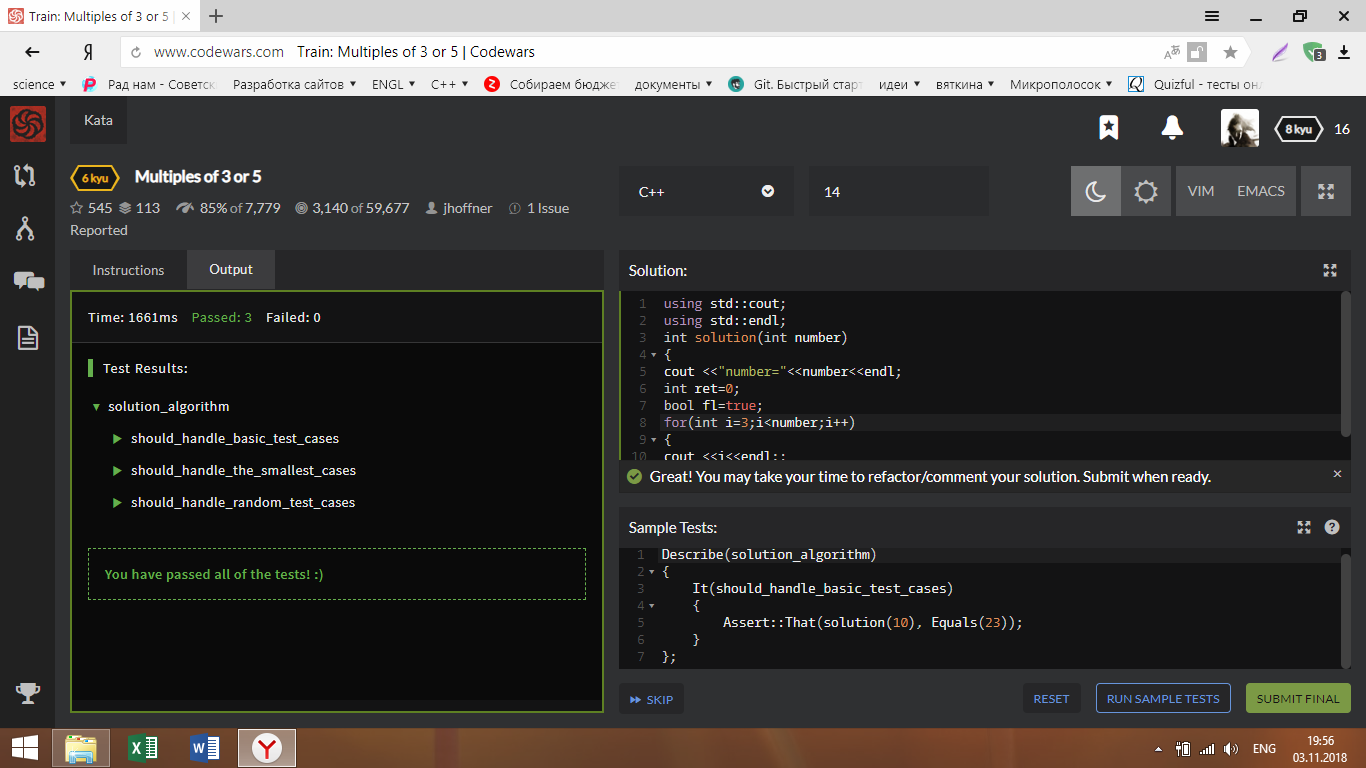 Train: Multiples of 3 or 5 |
www.codewars.com Train: Multiples of 3 or 5 | Codewars
3
science Рад нам - Советск Разработка сайтов ENGL C++ Собираем бюдже документы Git. Быстрый стар идеи вяткина Микрополосок Quizful - тесты онл
Kata
8 kyu 16
6 kyu Multiples of 3 or 5
545 113 85% of 7,779 3,140 of 59,677 jhoffner 1 Issue
Reported
C++ 14 VIM EMACS
Instructions Output
Time: 1661ms Passed: 3 Failed: 0
Test Results:
solution_algorithm
should_handle_basic_test_cases
should_handle_the_smallest_cases
should_handle_random_test_cases
You have passed all of the tests! :)
Solution:
1 using std::cout;
2 using std::endl;
3 int solution(int number)
4 {
5 cout <<"number="<<number<<endl;
6 int ret=0;
7 bool fl=true;
8 for(int i=3;i<number;i++)
9 {
10 cout <<i<<endl;
Great! You may take your time to refactor/comment your solution. Submit when ready.
Sample Tests:
1 Describe(solution_algorithm)
2 {
3 It(should_handle_basic_test_cases)
4 {
5 Assert::That(solution(10), Equals(23));
6 }
7 };
SKIP RESET RUN SAMPLE TESTS SUBMIT FINAL
ENG 19:56
03.11.2018